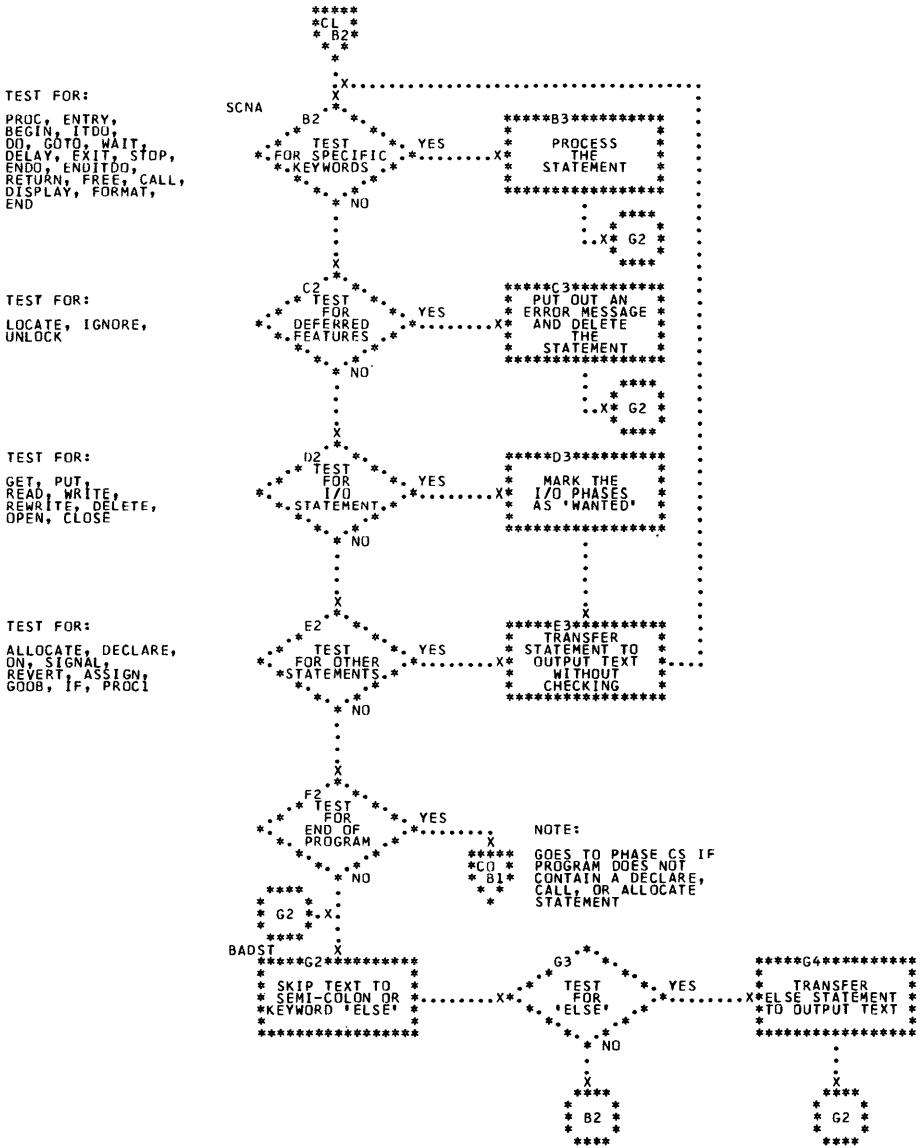 CL
B2
TEST FOR:
PROC, ENTRY,
BEGIN, ITDO,
DO, GOTO, WAIT,
DELAY, EXIT, STOP,
ENDO, ENDITDO,
RETURN, FREE, CALL,
DISPLAY, FORMAT,
END
SCNA
B2
TEST
FOR SPECIFIC
KEYWORDS
YES
NO
B3
PROCESS
THE
STATEMENT
G2
TEST FOR:
LOCATE, IGNORE,
UNLOCK
C2
TEST
FOR
DEFERRED
FEATURES
YES
NO
C3
PUT OUT AN
ERROR MESSAGE
AND DELETE
THE
STATEMENT
G2
TEST FOR:
GET, PUT,
READ, WRITE,
REWRITE, DELETE,
OPEN, CLOSE
D2
TEST
FOR
I/O
STATEMENT
YES
NO
D3
MARK THE
I/O PHASES
AS 'WANTED'
TEST FOR:
ALLOCATE, DECLARE,
ON, SIGNAL,
REVERT, ASSIGN,
GOOB, IF, PROC1
E2
TEST
FOR OTHER
STATEMENTS
YES
NO
E3
TRANSFER
STATEMENT TO
OUTPUT TEXT
WITHOUT
CHECKING
F2
TEST
FOR
END OF
PROGRAM
YES
NO
CO
B1
NOTE:
GOES TO PHASE CS IF
PROGRAM DOES NOT
CONTAIN A DECLARE,
CALL, OR ALLOCATE
STATEMENT
G2
BADST
G2
SKIP TEXT TO
SEMI-COLON OR
KEYWORD 'ELSE'
G3
TEST
FOR
'ELSE'
YES
NO
G4
TRANSFER
ELSE STATEMENT
TO OUTPUT TEXT
B2
G2